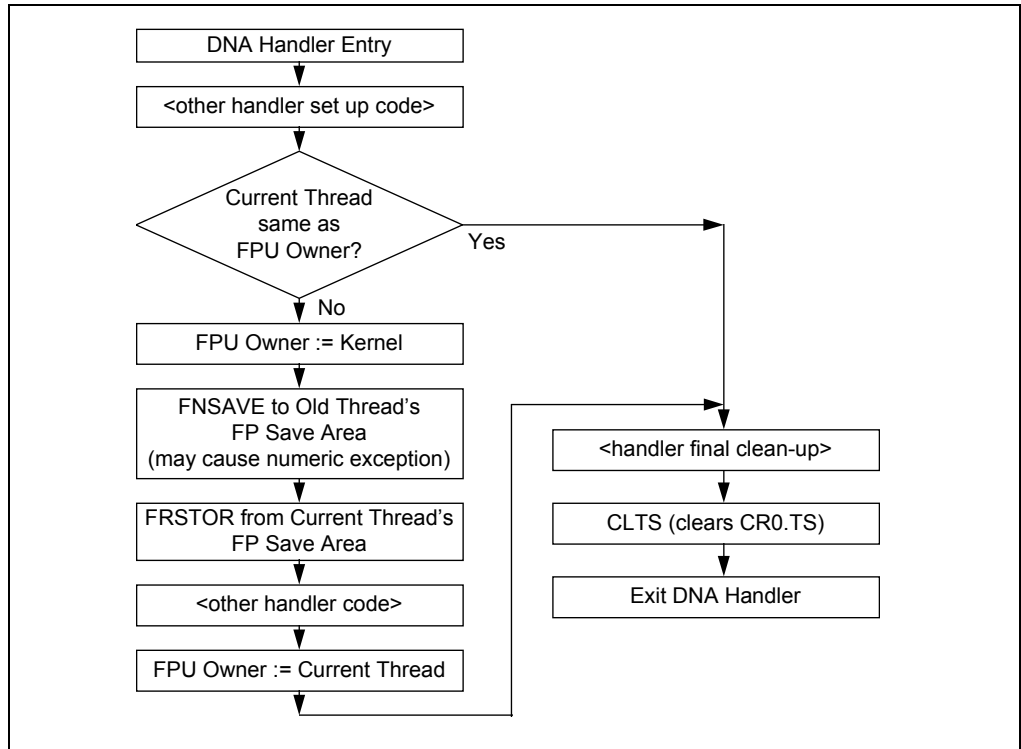 DNA Handler Entry
<other handler set up code>
Current Thread
same as
FPU Owner?
Yes
No
FPU Owner := Kernel
FNSAVE to Old Thread’s
FP Save Area
(may cause numeric exception)
FRSTOR from Current Thread’s
FP Save Area
<other handler code>
FPU Owner := Current Thread
<handler final clean-up>
CLTS (clears CR0.TS)
Exit DNA Handler